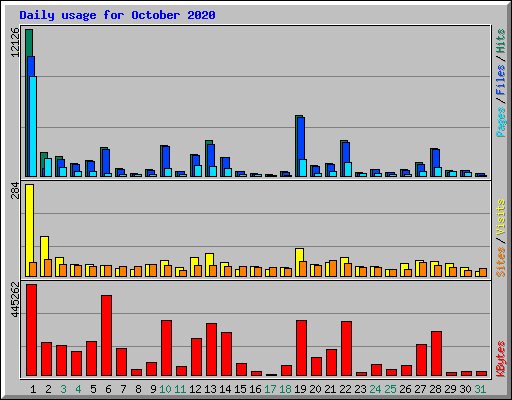 Daily usage for October 2020
12126
Pages / Files / Hits
284
Sites / Visits
445262
KBytes
1 2 3 4 5 6 7 8 9 10 11 12 13 14 15 16 17 18 19 20 21 22 23 24 25 26 27 28 29 30 31